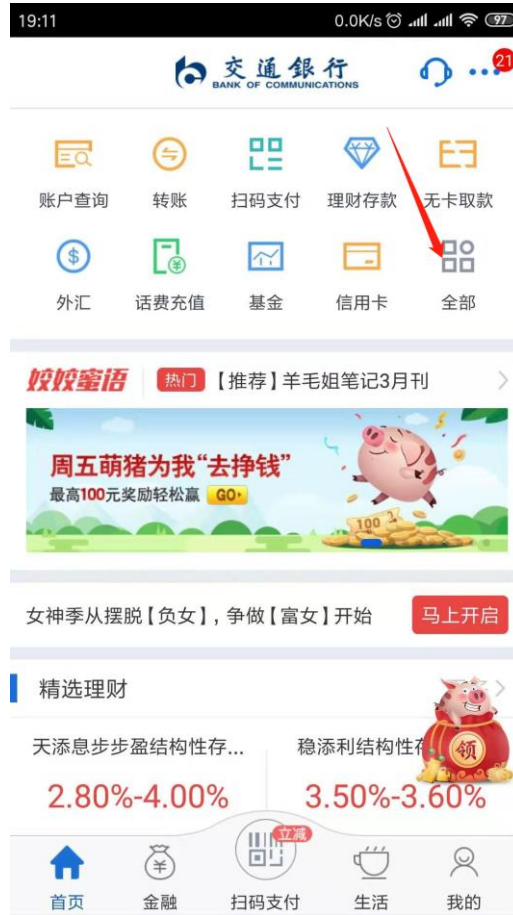 19:11 0.0K/s 97
交通銀行
BANK OF COMMUNICATIONS
21
账户查询 转账 扫码支付 理财存款 无卡取款
外汇 话费充值 基金 信用卡 全部
姣姣蜜语 热门 【推荐】羊毛姐笔记3月刊
周五萌猪为我“去挣钱”
最高100元奖励轻松赢 GO
100
女神季从摆脱【负女】，争做【富女】开始 马上开启
精选理财
天添息步步盈结构性存... 稳添利结构性存
领
2.80%-4.00% 3.50%-3.60%
立减
首页 金融 扫码支付 生活 我的